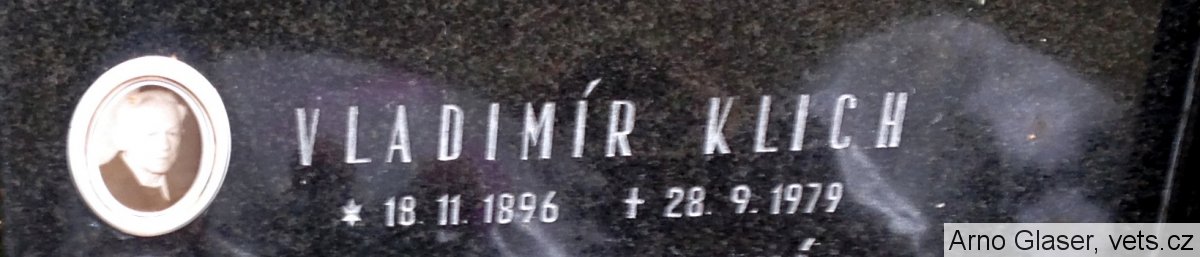 VLADIMÍR KLICH
* 18. 11. 1896 † 28. 9. 1979
Arno Glaser, vets.cz